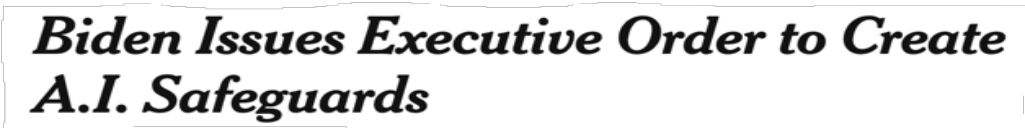 Biden Issues Executive Order to Create
A.I. Safeguards